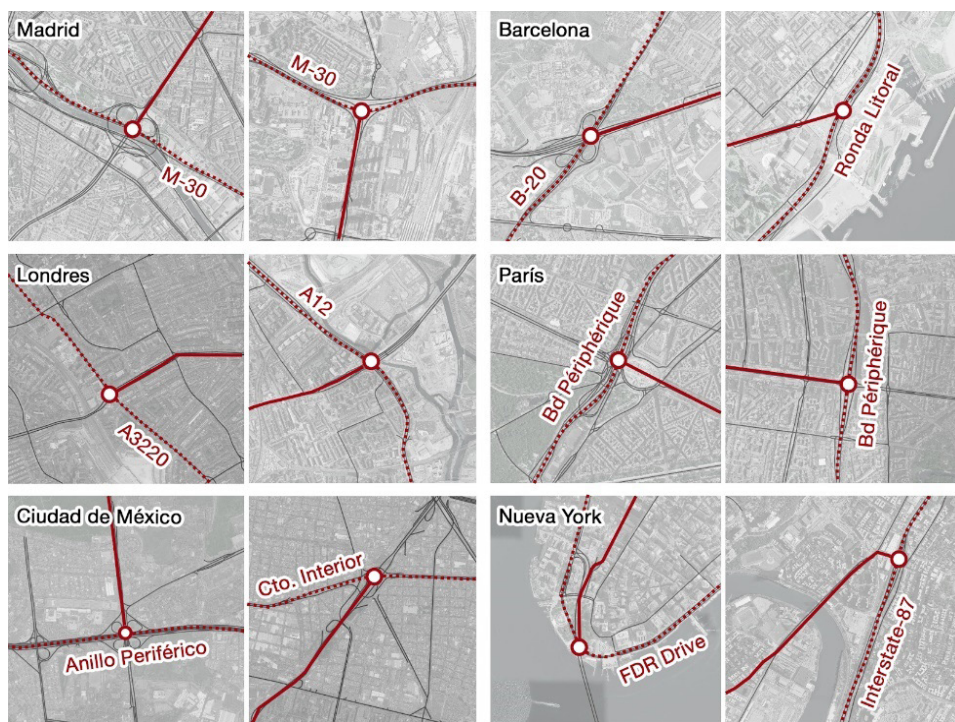 Madrid
M-30
M-30
Barcelona
B-20
Ronda Litoral
Londres
A3220
A12
París
Bd Périphérique
Bd Périphérique
Ciudad de México
Anillo Periférico
Cto. Interior
Nueva York
FDR Drive
Interstate-87